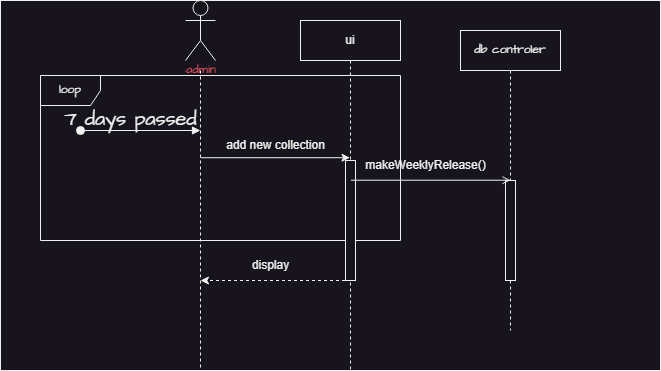 ui
db controler
admin
loop
7 days passed
add new collection
makeWeeklyRelease()
display